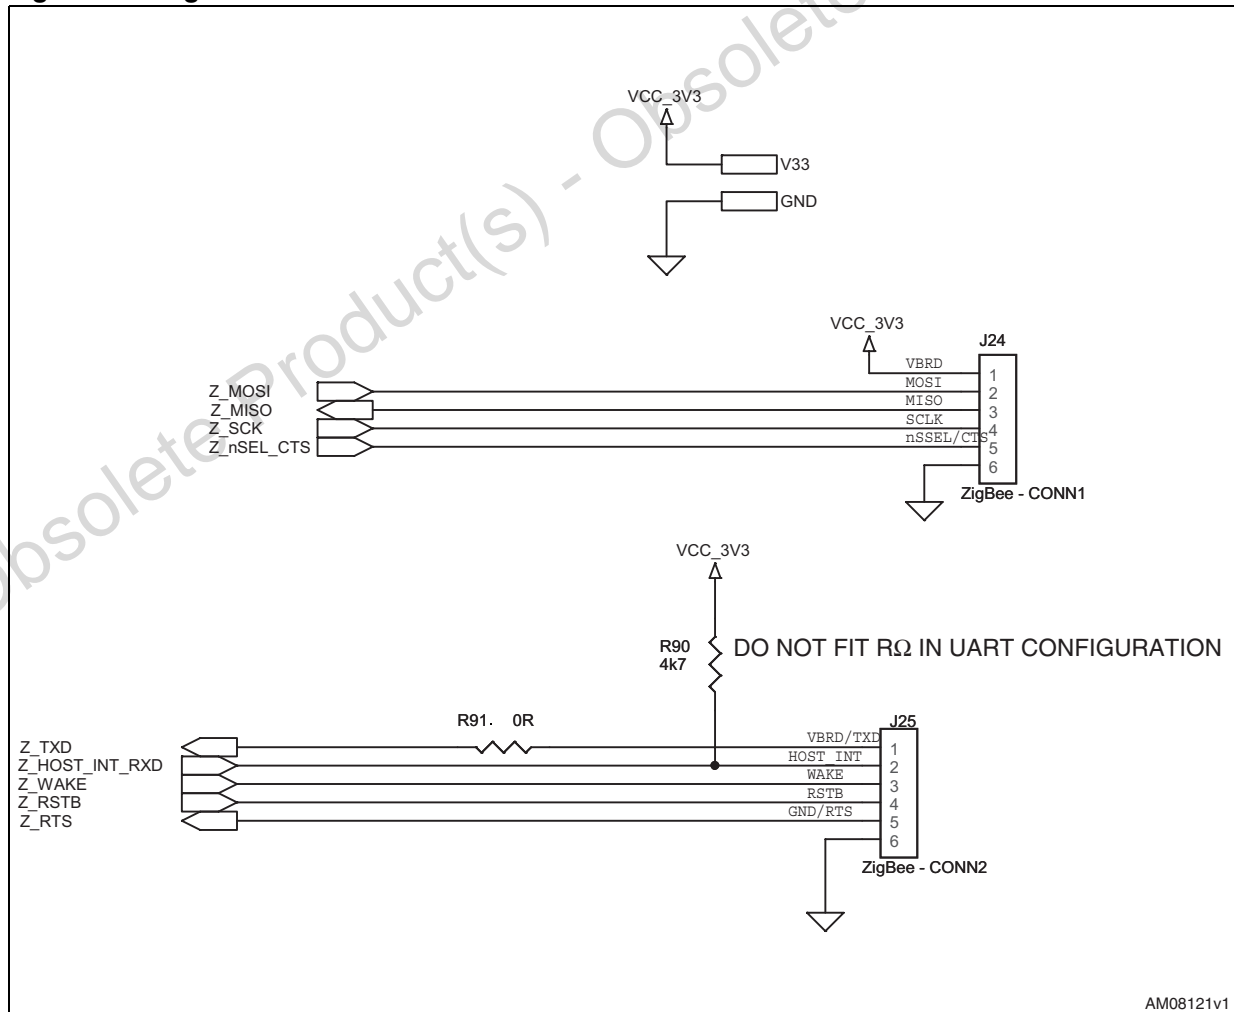 VCC_3V3
V33
GND
VCC_3V3
J24
VBRD
1
MOSI
2
MISO
3
SCLK
4
nSSEL/CTS
5
6
Z_MOSI
Z_MISO
Z_SCK
Z_nSEL_CTS
ZigBee - CONN1
VCC_3V3
R90
4k7
DO NOT FIT RΩ IN UART CONFIGURATION
R91. 0R
J25
VBRD/TXD
1
HOST_INT
2
WAKE
3
RSTB
4
GND/RTS
5
6
Z_TXD
Z_HOST_INT_RXD
Z_WAKE
Z_RSTB
Z_RTS
ZigBee - CONN2
AM08121v1
Obsolete Product(s) - Obsolete